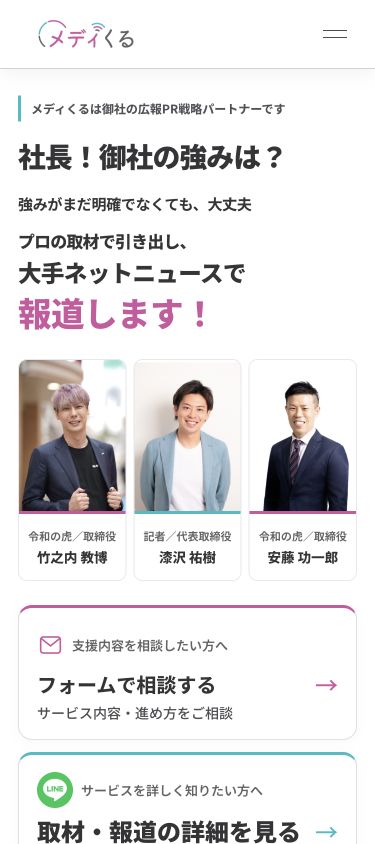 メディくる
メディくるは御社の広報PR戦略パートナーです
社長！御社の強みは？
強みがまだ明確でなくても、大丈夫
プロの取材で引き出し、
大手ネットニュースで
報道します！
令和の虎／取締役
竹之内 教博
記者／代表取締役
漆沢 祐樹
令和の虎／取締役
安藤 功一郎
支援内容を相談したい方へ
フォームで相談する
サービス内容・進め方をご相談
LINE
サービスを詳しく知りたい方へ
取材・報道の詳細を見る